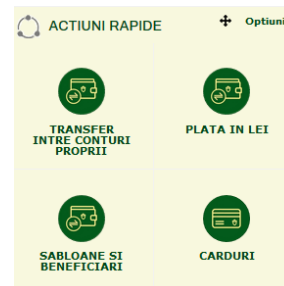 ACTIUNI RAPIDE
Optiuni
TRANSFER
INTRE CONTURI
PROPRII
PLATA IN LEI
SABLOANE SI
BENEFICIARI
CARDURI